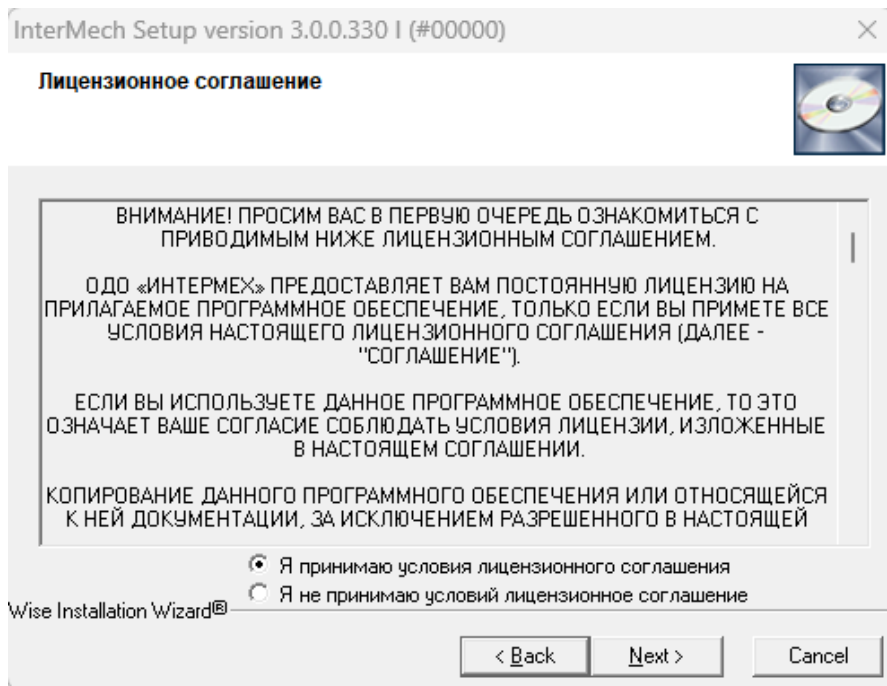 InterMech Setup version 3.0.0.330 I (#00000)
Лицензионное соглашение
ВНИМАНИЕ! ПРОСИМ ВАС В ПЕРВУЮ ОЧЕРЕДЬ ОЗНАКОМИТЬСЯ С
ПРИВОДИМЫМ НИЖЕ ЛИЦЕНЗИОННЫМ СОГЛАШЕНИЕМ.
ОДО «ИНТЕРМЕХ» ПРЕДОСТАВЛЯЕТ ВАМ ПОСТОЯННУЮ ЛИЦЕНЗИЮ НА
ПРИЛАГАЕМОЕ ПРОГРАММНОЕ ОБЕСПЕЧЕНИЕ, ТОЛЬКО ЕСЛИ ВЫ ПРИМЕТЕ ВСЕ
УСЛОВИЯ НАСТОЯЩЕГО ЛИЦЕНЗИОННОГО СОГЛАШЕНИЯ (ДАЛЕЕ -
"СОГЛАШЕНИЕ").
ЕСЛИ ВЫ ИСПОЛЬЗУЕТЕ ДАННОЕ ПРОГРАММНОЕ ОБЕСПЕЧЕНИЕ, ТО ЭТО
ОЗНАЧАЕТ ВАШЕ СОГЛАСИЕ СОБЛЮДАТЬ УСЛОВИЯ ЛИЦЕНЗИИ, ИЗЛОЖЕННЫЕ
В НАСТОЯЩЕМ СОГЛАШЕНИИ.
КОПИРОВАНИЕ ДАННОГО ПРОГРАММНОГО ОБЕСПЕЧЕНИЯ ИЛИ ОТНОСЯЩЕЙСЯ
К НЕЙ ДОКУМЕНТАЦИИ, ЗА ИСКЛЮЧЕНИЕМ РАЗРЕШЕННОГО В НАСТОЯЩЕЙ
Я принимаю условия лицензионного соглашения
Я не принимаю условий лицензионное соглашение
Wise Installation Wizard®
< Back
Next >
Cancel